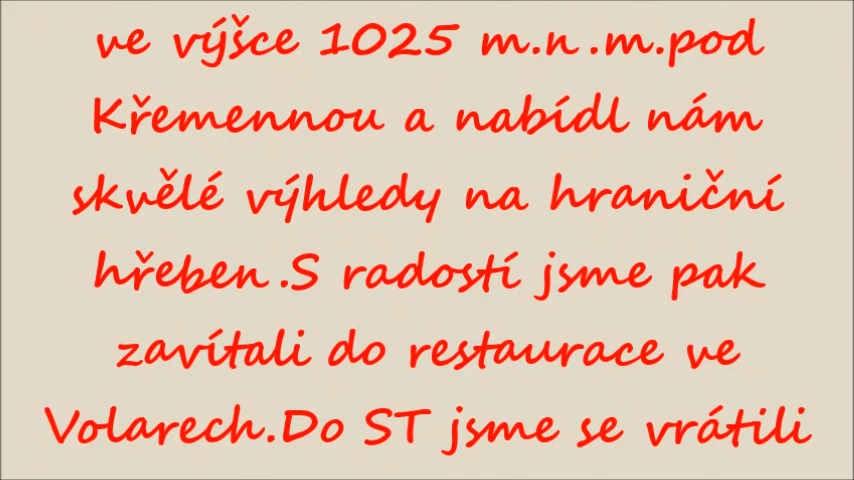 ve výšce 1025 m.n.m.pod
Křemennou a nabídl nám
skvělé výhledy na hraniční
hřeben.S radostí jsme pak
zavítali do restaurace ve
Volarech.Do ST jsme se vrátili